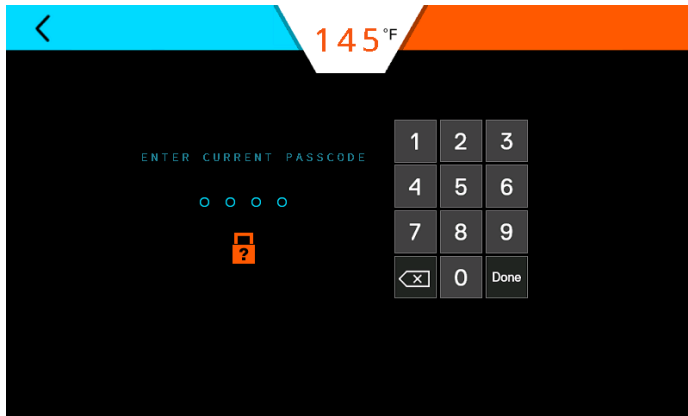 145°F
ENTER CURRENT PASSCODE
1 2 3
4 5 6
7 8 9
0 Done
?